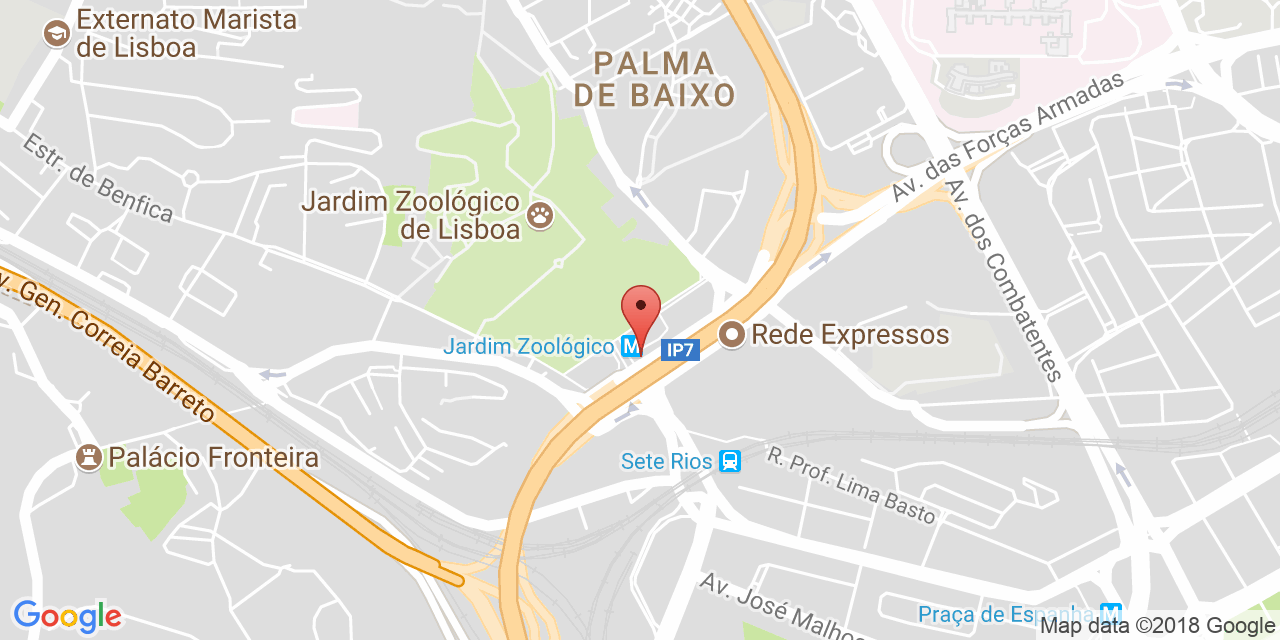 Externato Marista
de Lisboa
PALMA
DE BAIXO
Av. das Forças Armadas
Estr. de Benfica
Jardim Zoológico
de Lisboa
Av. dos Combatentes
v. Gen. Correia Barreto
Jardim Zoológico
M
IP7
Rede Expressos
Palácio Fronteira
Sete Rios
R. Prof. Lima Basto
Av. José Malhoa
Praça de Espanha
M
Google
Map data ©2018 Google